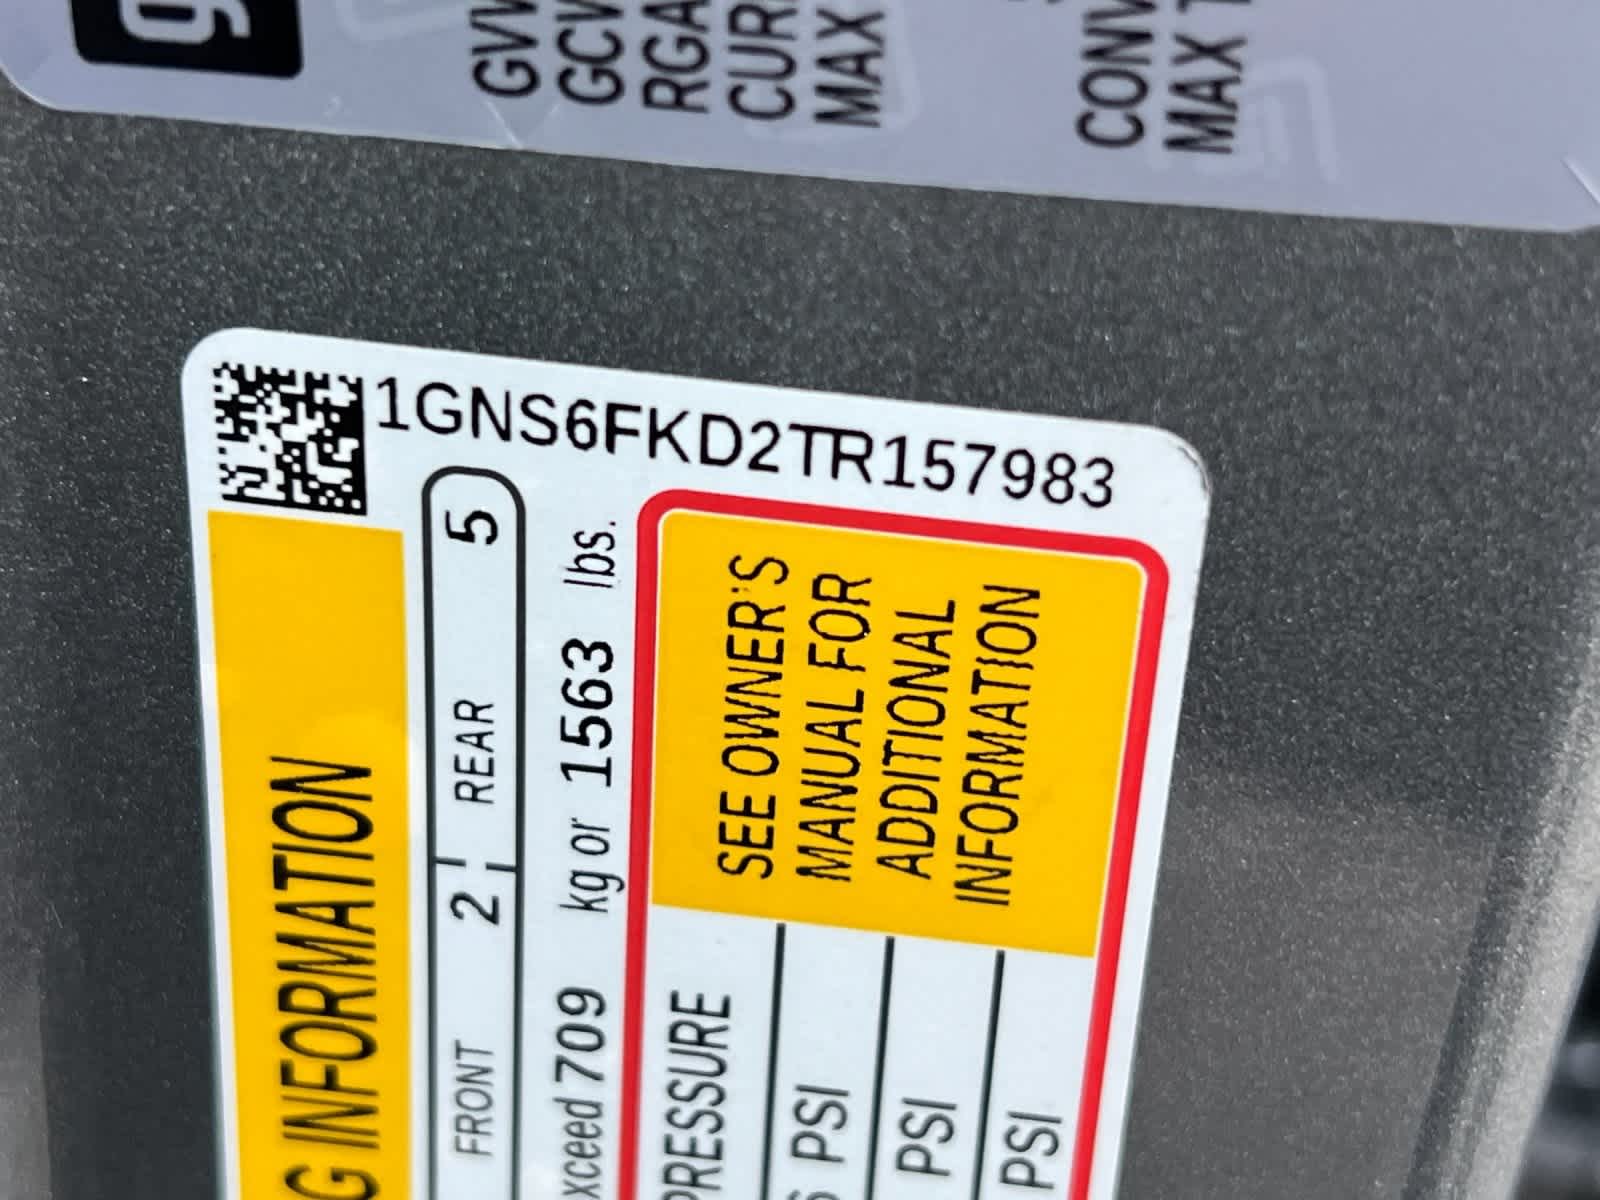 GVW
GCW
RGA
CUR
MAX
CONV
MAX T
1GNS6FKD2TR157983
G INFORMATION
FRONT 2 REAR 5
xceed 709 kg or 1563 lbs.
PRESSURE
PSI
PSI
PSI
SEE OWNER'S
MANUAL FOR
ADDITIONAL
INFORMATION